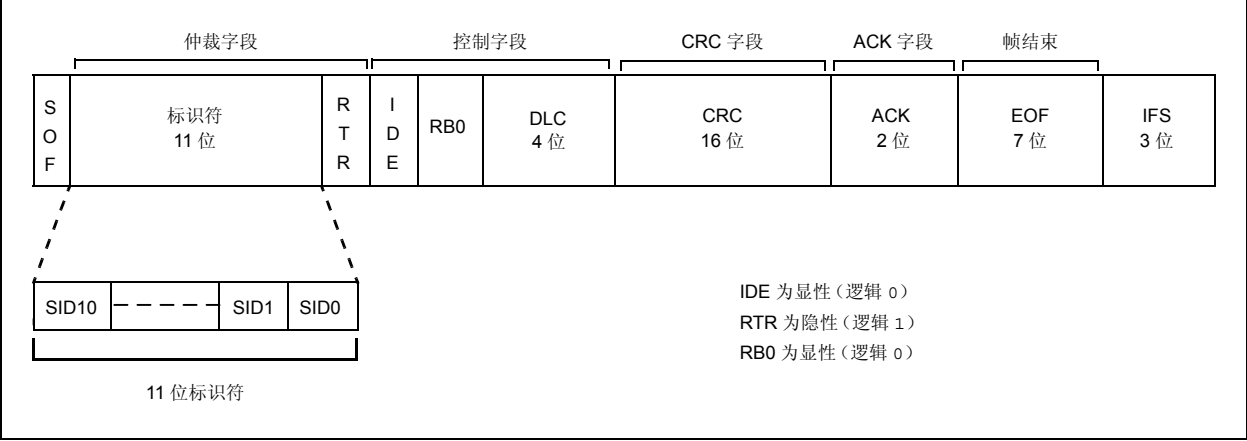 仲裁字段
控制字段
CRC 字段
ACK 字段
帧结束
SOF
标识符
11 位
RTR
IDE
RB0
DLC
4 位
CRC
16 位
ACK
2 位
EOF
7 位
IFS
3 位
SID10
SID1
SID0
11 位标识符
IDE 为显性（逻辑 0）
RTR 为隐性（逻辑 1）
RB0 为显性（逻辑 0）